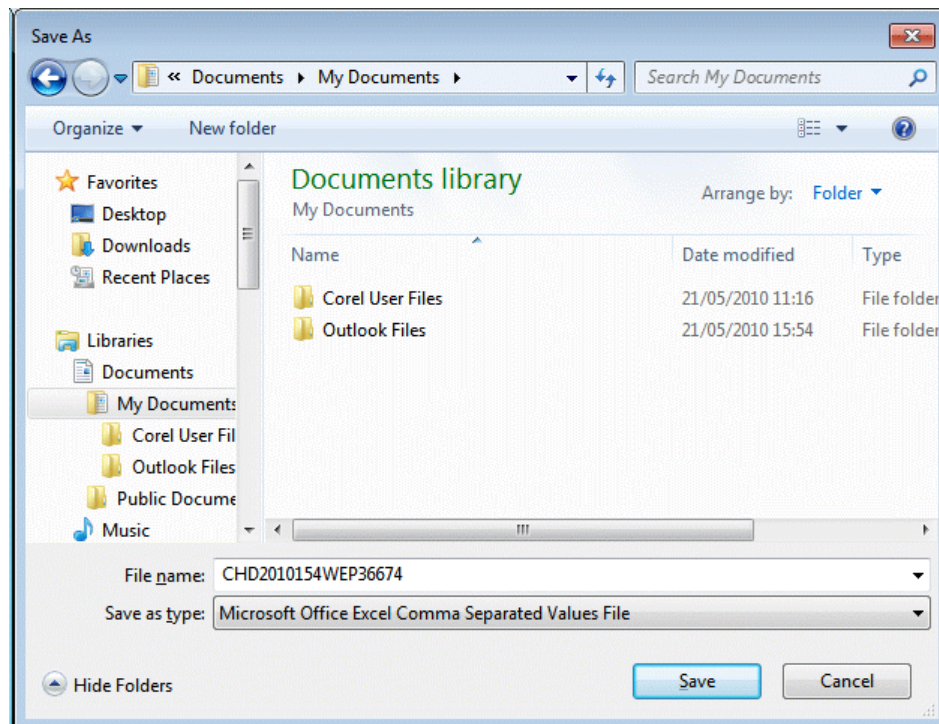 Save As
« Documents My Documents
Search My Documents
Organize New folder
Favorites
Desktop
Downloads
Recent Places
Libraries
Documents
My Documents
Corel User Fil
Outlook Files
Public Docume
Music
Documents library
My Documents
Arrange by: Folder
Name Date modified Type
Corel User Files 21/05/2010 11:16 File folder
Outlook Files 21/05/2010 15:54 File folder
File name: CHD2010154WEP36674
Save as type: Microsoft Office Excel Comma Separated Values File
Hide Folders
Save Cancel